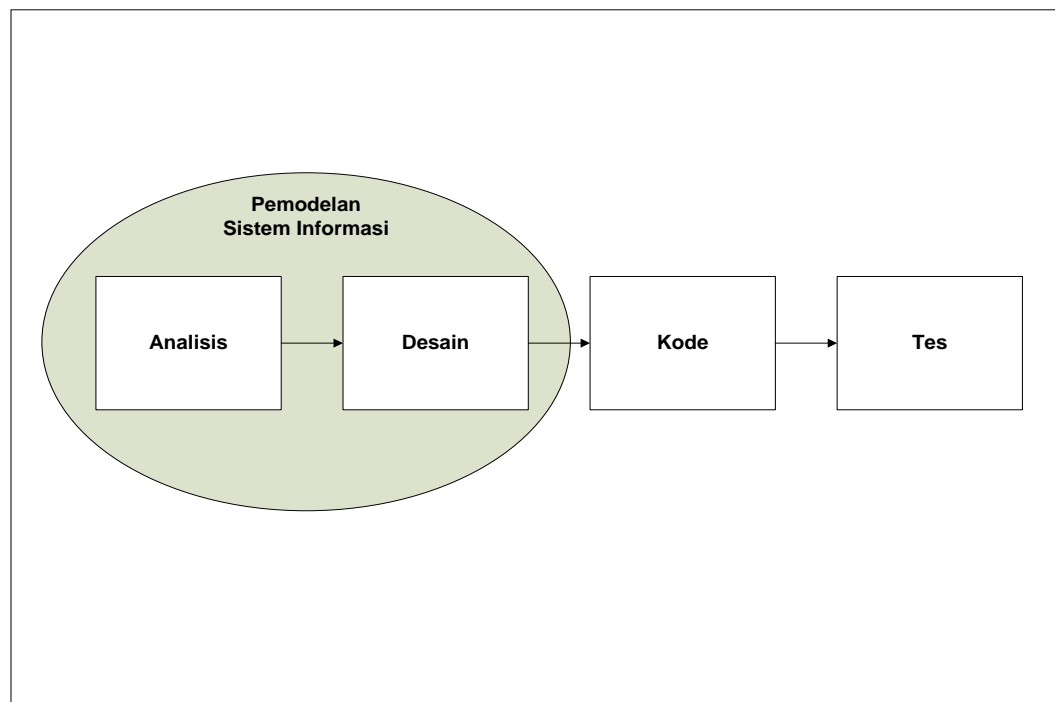 Pemodelan
Sistem Informasi
Analisis
Desain
Kode
Tes